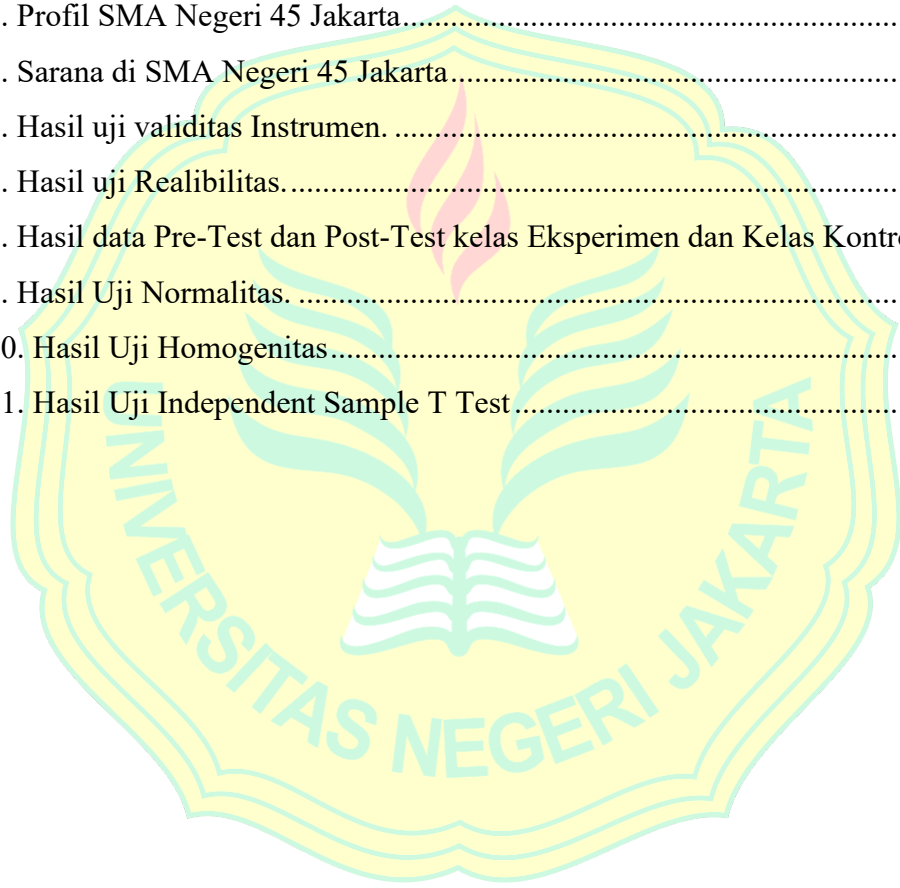 . Profil SMA Negeri 45 Jakarta..........................................................................
. Sarana di SMA Negeri 45 Jakarta....................................................................
. Hasil uji validitas Instrumen. ...........................................................................
. Hasil uji Realibilitas.........................................................................................
. Hasil data Pre-Test dan Post-Test kelas Eksperimen dan Kelas Kontr
. Hasil Uji Normalitas. .......................................................................................
0. Hasil Uji Homogenitas...................................................................................
1. Hasil Uji Independent Sample T Test.............................................................
UNIVERSITAS NEGERI JAKARTA